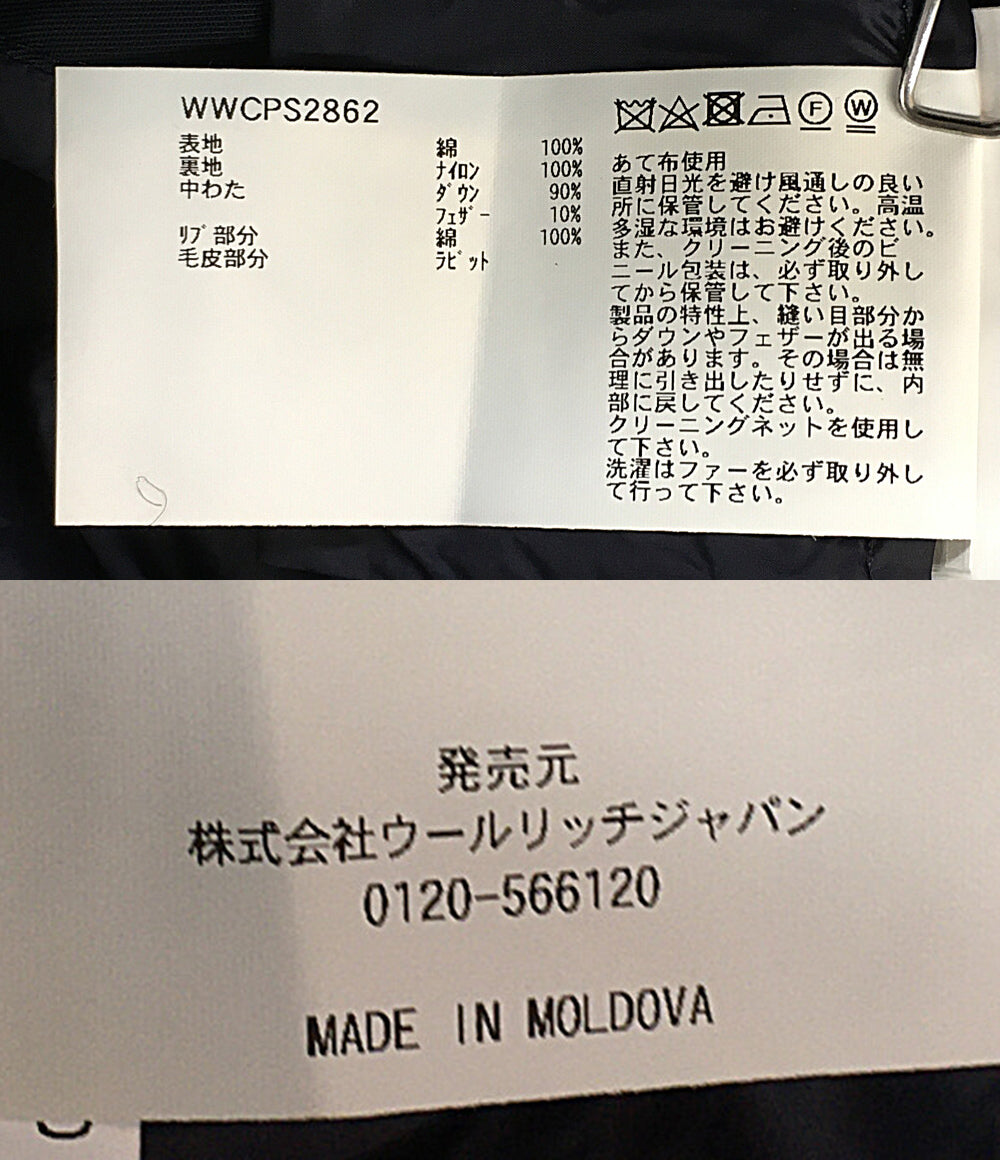 WWCPS2862
表地 綿 100%
裏地 ナイロン 100%
中わた ダウン 90%
フェザー 10%
リブ部分 綿 100%
毛皮部分 ラビット
F W
あて布使用
直射日光を避け風通しの良い
所に保管してください。高温
多湿な環境はお避けください。
また、クリーニング後のビ
ニール包装は、必ず取り外し
てから保管して下さい。
製品の特性上、縫い目部分か
らダウンやフェザーが出る場
合があります。その場合は無
理に引き出したりせずに、内
部に戻してください。
クリーニングネットを使用し
て下さい。
洗濯はファーを必ず取り外し
て行って下さい。
発売元
株式会社ウールリッチジャパン
0120-566120
MADE IN MOLDOVA